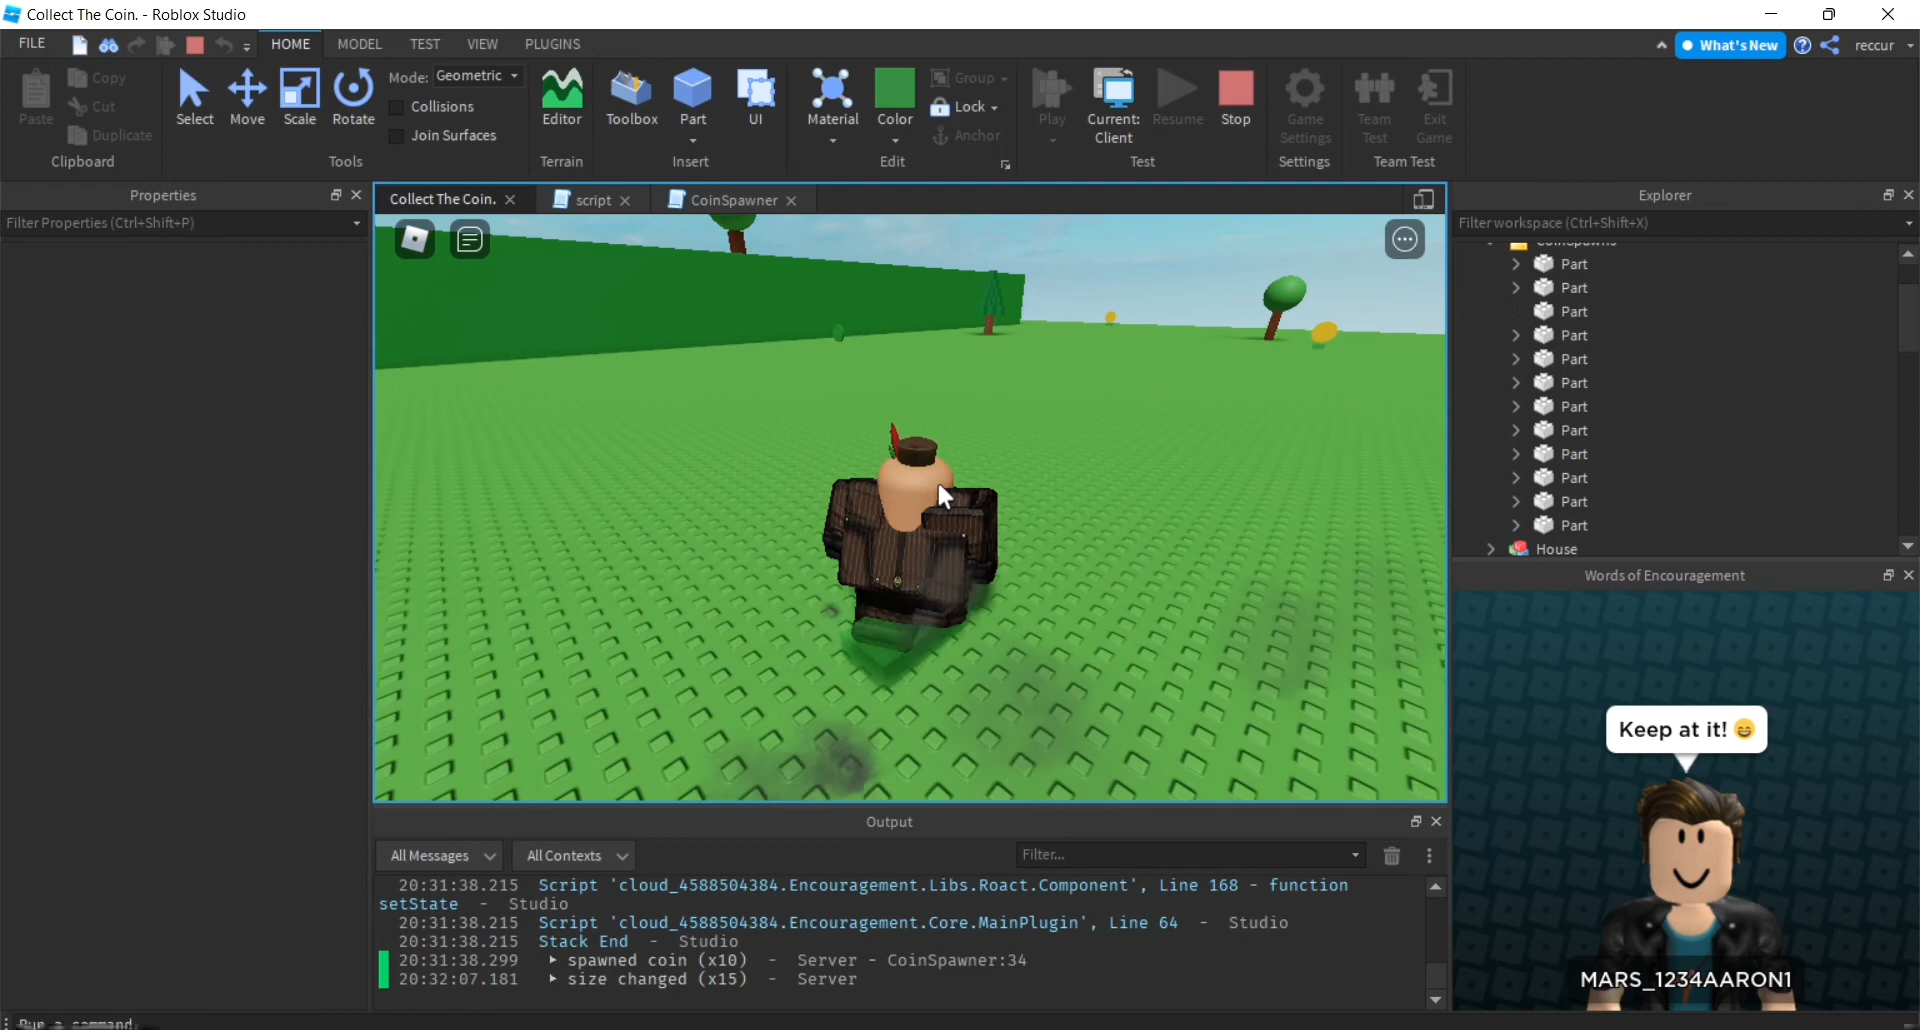 Collect The Coin. - Roblox Studio
FILE HOME MODEL TEST VIEW PLUGINS What's New reccur
Paste Copy Cut Duplicate
Clipboard
Select Move Scale Rotate
Mode: Geometric
Collisions
Join Surfaces
Tools
Editor
Terrain
Toolbox Part UI
Insert
Material Color Group Lock Anchor
Edit
Play Current: Client Resume Stop
Test
Game Settings
Settings
Team Test Exit Game
Team Test
Properties
Filter Properties (Ctrl+Shift+P)
Collect The Coin. script CoinSpawner
Explorer
Filter workspace (Ctrl+Shift+X)
CoinSpawns
Part
Part
Part
Part
Part
Part
Part
Part
Part
Part
Part
Part
House
Words of Encouragement
Keep at it! 😄
MARS_1234AARON1
Output
All Messages All Contexts Filter...
20:31:38.215 Script 'cloud_4588504384.Encouragement.Libs.Roact.Component', Line 168 - function
setState - Studio
20:31:38.215 Script 'cloud_4588504384.Encouragement.Core.MainPlugin', Line 64 - Studio
20:31:38.215 Stack End - Studio
20:31:38.299 ▶ spawned coin (x10) - Server - CoinSpawner:34
20:32:07.181 ▶ size changed (x15) - Server
Run a command